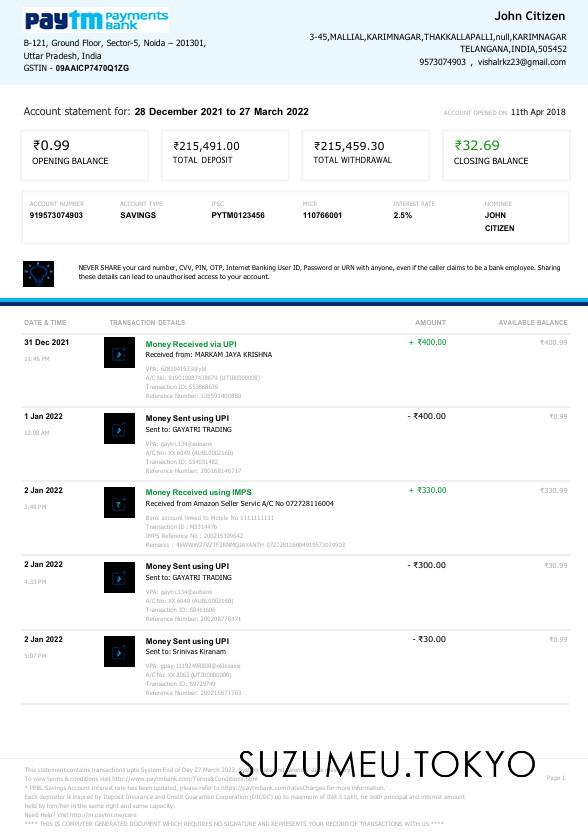 Paytm Payments Bank
John Citizen
B-121, Ground Floor, Sector-5, Noida – 201301,
Uttar Pradesh, India
GSTIN - 09AAICP7470Q1ZG
3-45,MALLIAL,KARIMNAGAR,THAKKALAPALLI,null,KARIMNAGAR
TELANGANA,INDIA,505452
9573074903 , vishalrkz23@gmail.com
Account statement for: 28 December 2021 to 27 March 2022
ACCOUNT OPENED ON 11th Apr 2018
₹0.99
OPENING BALANCE
₹215,491.00
TOTAL DEPOSIT
₹215,459.30
TOTAL WITHDRAWAL
₹32.69
CLOSING BALANCE
ACCOUNT NUMBER ACCOUNT TYPE IFSC MICR INTEREST RATE NOMINEE
919573074903 SAVINGS PYTM0123456 110766001 2.5% JOHN
CITIZEN
NEVER SHARE your card number, CVV, PIN, OTP, Internet Banking User ID, Password or URN with anyone, even if the caller claims to be a bank employee. Sharing
these details can lead to unauthorised access to your account.
DATE & TIME TRANSACTION DETAILS AMOUNT AVAILABLE BALANCE
31 Dec 2021 Money Received via UPI + ₹400.00 ₹400.99
11:46 PM Received from: MARKAM JAYA KRISHNA
VPA: 6281941533@ybl
A/C No: 919010087438679 (UTIB0000008)
Transaction ID: S53868639
Reference Number: 136591400880
1 Jan 2022 Money Sent using UPI - ₹400.00 ₹0.99
12:08 AM Sent to: GAYATRI TRADING
VPA: gaytri.134@aubank
A/C No: XX 6049 (AUBL0002160)
Transaction ID: S54031482
Reference Number: 200168146717
2 Jan 2022 Money Received using IMPS + ₹330.00 ₹330.99
3:48 PM Received from Amazon Seller Servic A/C No 072728116004
Bank account linked to Mobile No 1111111111
Transaction ID : M3314476
IMPS Reference No : 200215309642
2 Jan 2022 Money Sent using UPI - ₹300.00 ₹30.99
4:33 PM Sent to: GAYATRI TRADING
VPA: gaytri.134@aubank
A/C No: XX 6049 (AUBL0002160)
Transaction ID: S8461606
Reference Number: 200208778471
2 Jan 2022 Money Sent using UPI - ₹30.00 ₹0.99
5:07 PM Sent to: Srinivas Kiranam
A/C No: XX 2063 (UTIB0000000)
Transaction ID: S9729749
Reference Number: 200215671703
This statement contains transactions upto System End of Day 27 March 2022.
SUZUMEU.TOKYO
To view terms & conditions visit http://www.paytmbank.com/Terms&Conditions.html
Page 1
* PPBL Savings Account Interest rate has been updated, please refer to https://paytmbank.com/ratesCharges for more information.
Each depositor is insured by Deposit Insurance and Credit Guarantee Corporation (DICGC) up to maximum of INR 5 Lakh, for both principal and interest amount
held by him/her in the same right and same capacity.
Need Help? Visit http://m.paytm.me/care
**** THIS IS COMPUTER GENERATED DOCUMENT WHICH REQUIRES NO SIGNATURE AND REPRESENTS YOUR RECORD OF TRANSACTIONS WITH US ****